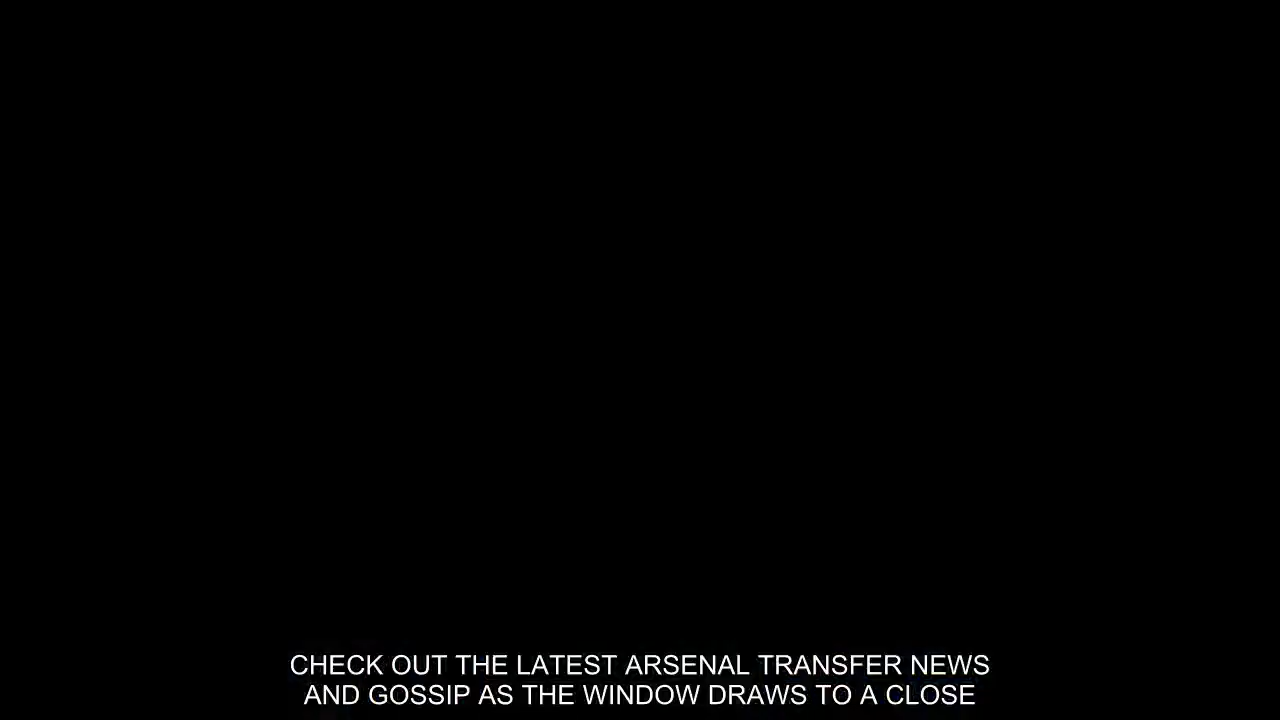 CHECK OUT THE LATEST ARSENAL TRANSFER NEWS
AND GOSSIP AS THE WINDOW DRAWS TO A CLOSE